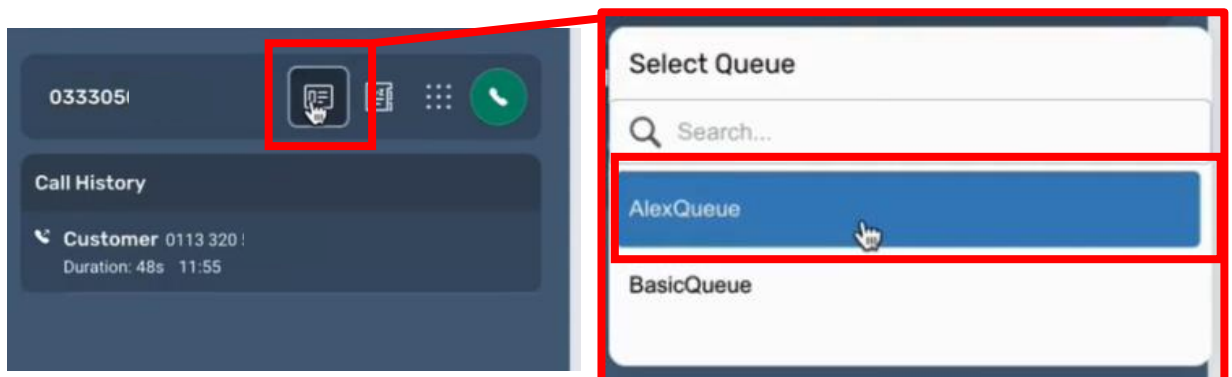 033305
Call History
Customer 0113 320
Duration: 48s 11:55
Select Queue
Search...
AlexQueue
BasicQueue